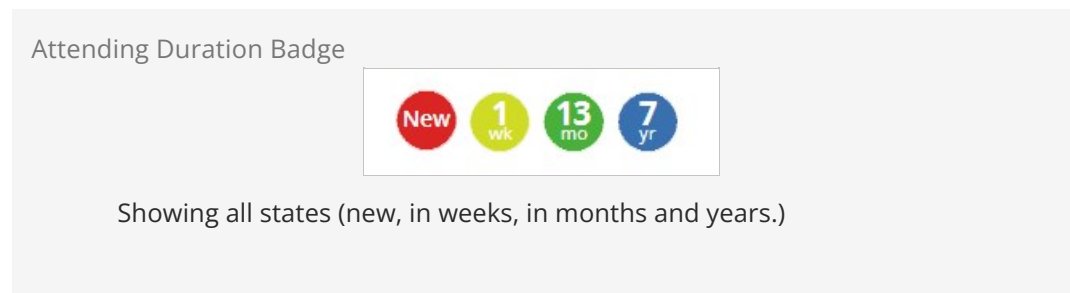 Attending Duration Badge
New 1 13 7
wk mo yr
Showing all states (new, in weeks, in months and years.)